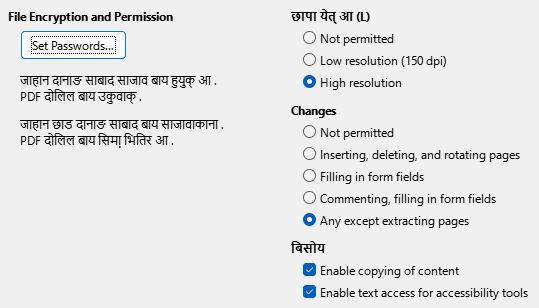 File Encryption and Permission
Set Passwords...
जाहान दानाङ साबाद साजाव बाय हुयुक् आ .
PDF दोलिल बाय उकुवाक् .
जाहान छाड दानाङ साबाद बाय साजावाकाना .
PDF दोलिल बाय सिमा़ भितिर आ .
छापा येत् आ (L)
Not permitted
Low resolution (150 dpi)
High resolution
Changes
Not permitted
Inserting, deleting, and rotating pages
Filling in form fields
Commenting, filling in form fields
Any except extracting pages
बिसोय
Enable copying of content
Enable text access for accessibility tools